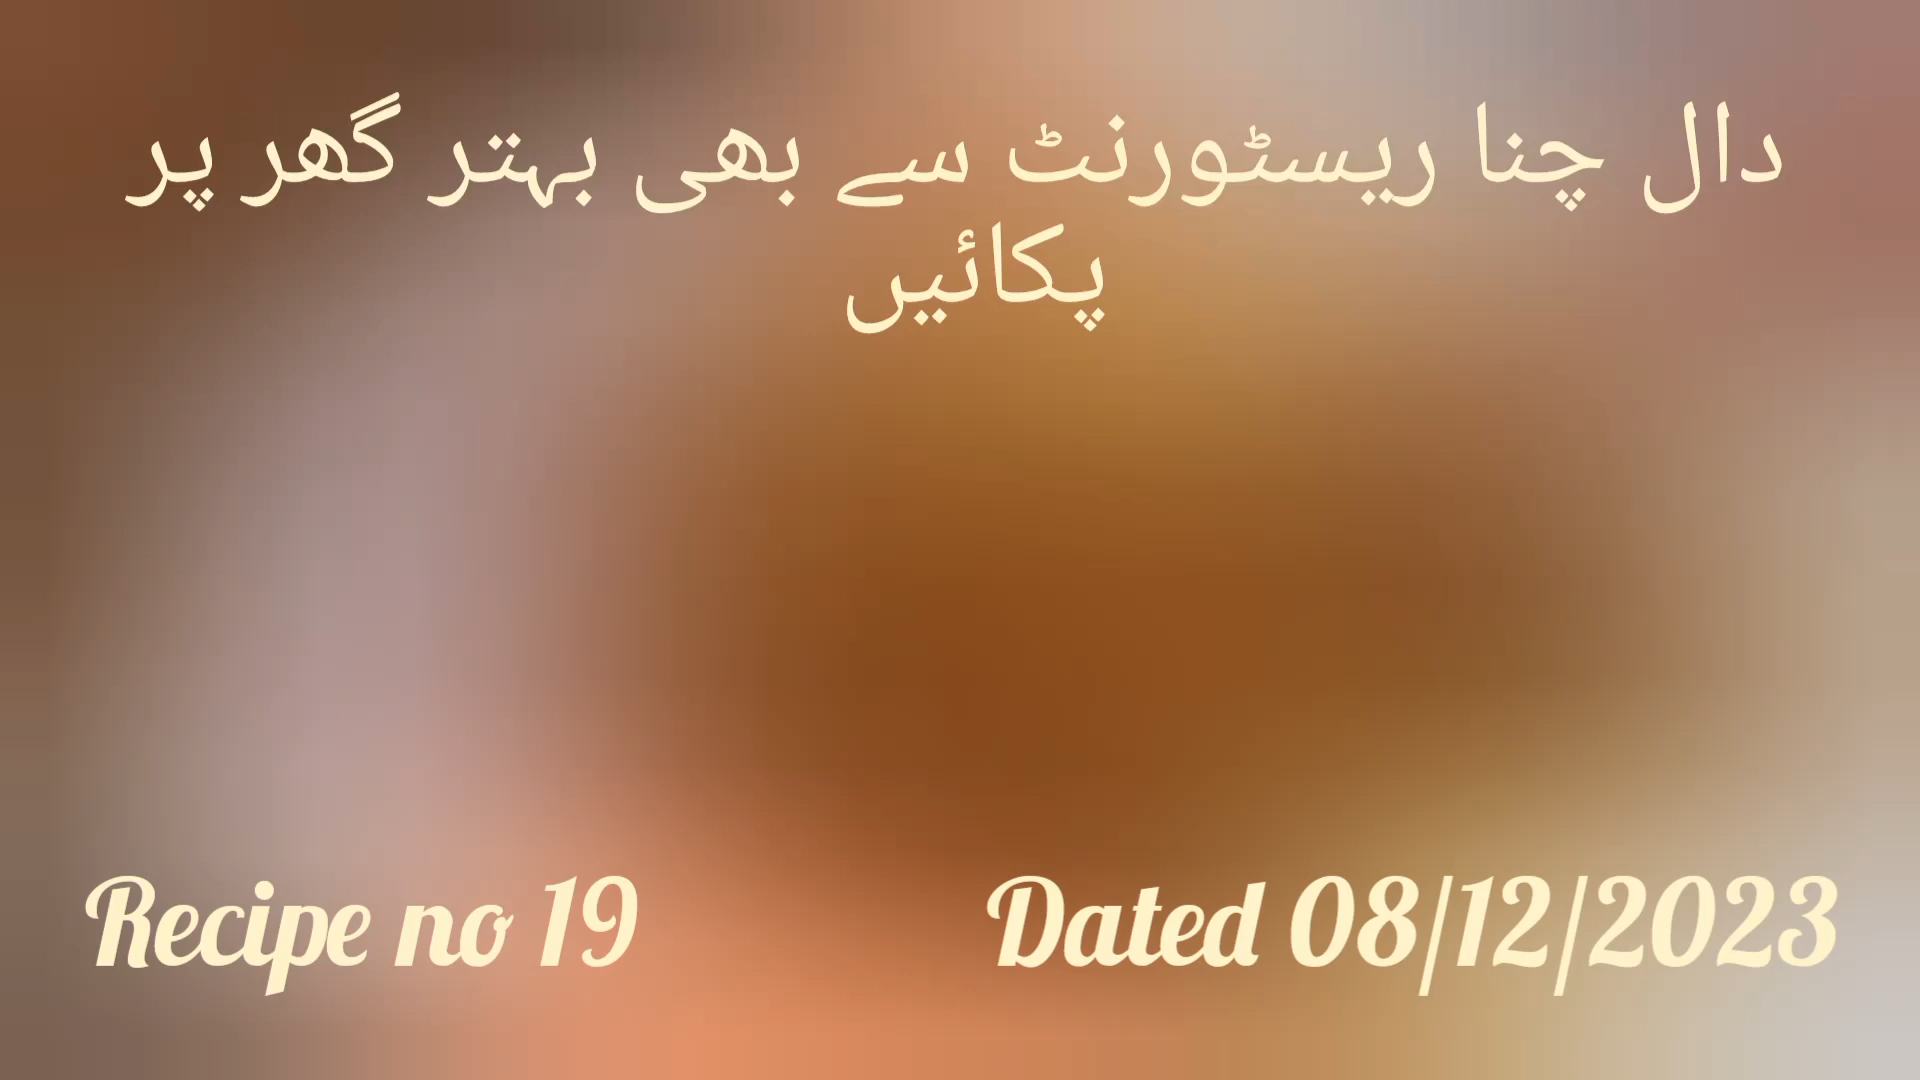 دال چنا ریسٹورنٹ سے بھی بہتر گھر پر
پکائیں
Recipe no 19
Dated 08/12/2023